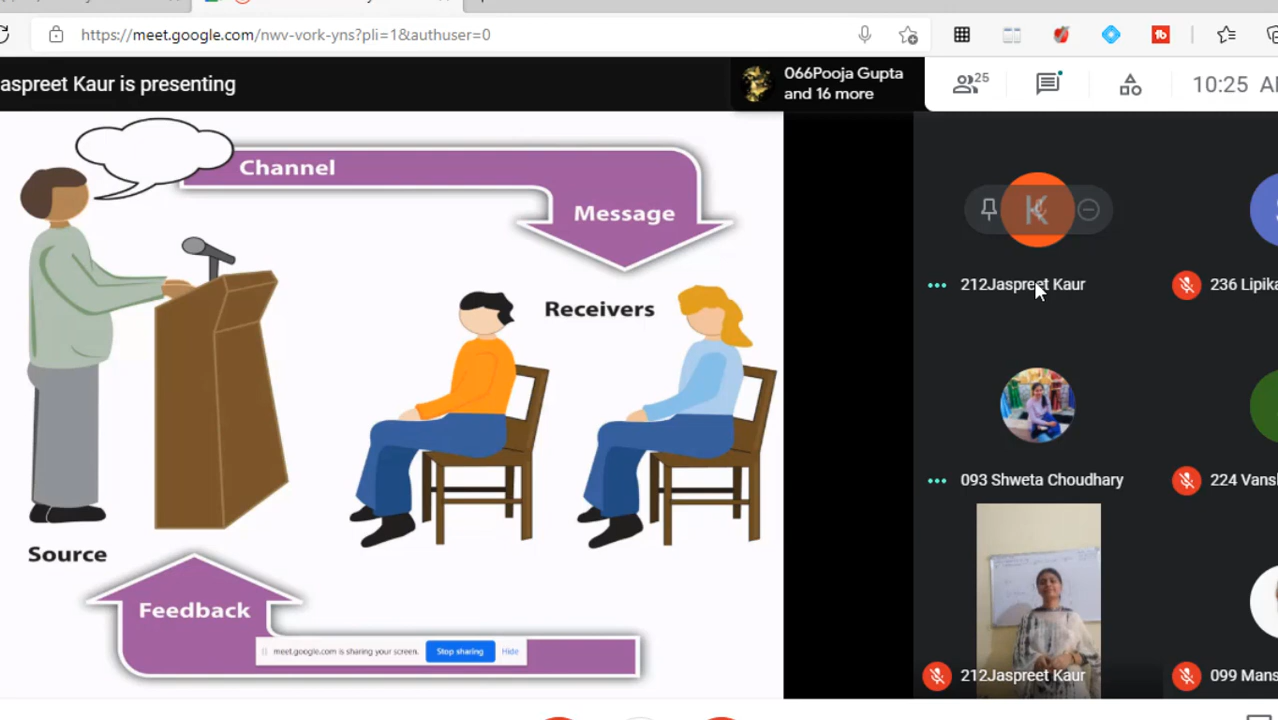 https://meet.google.com/nwv-vork-yns?pli=1&authuser=0
aspreet Kaur is presenting
066Pooja Gupta
and 16 more
25
10:25
Channel
Message
Receivers
Source
Feedback
meet.google.com is sharing your screen.
Stop sharing
Hide
K
212Jaspreet Kaur
236 Lipika
093 Shweta Choudhary
224 Vans
212Jaspreet Kaur
099 Mans